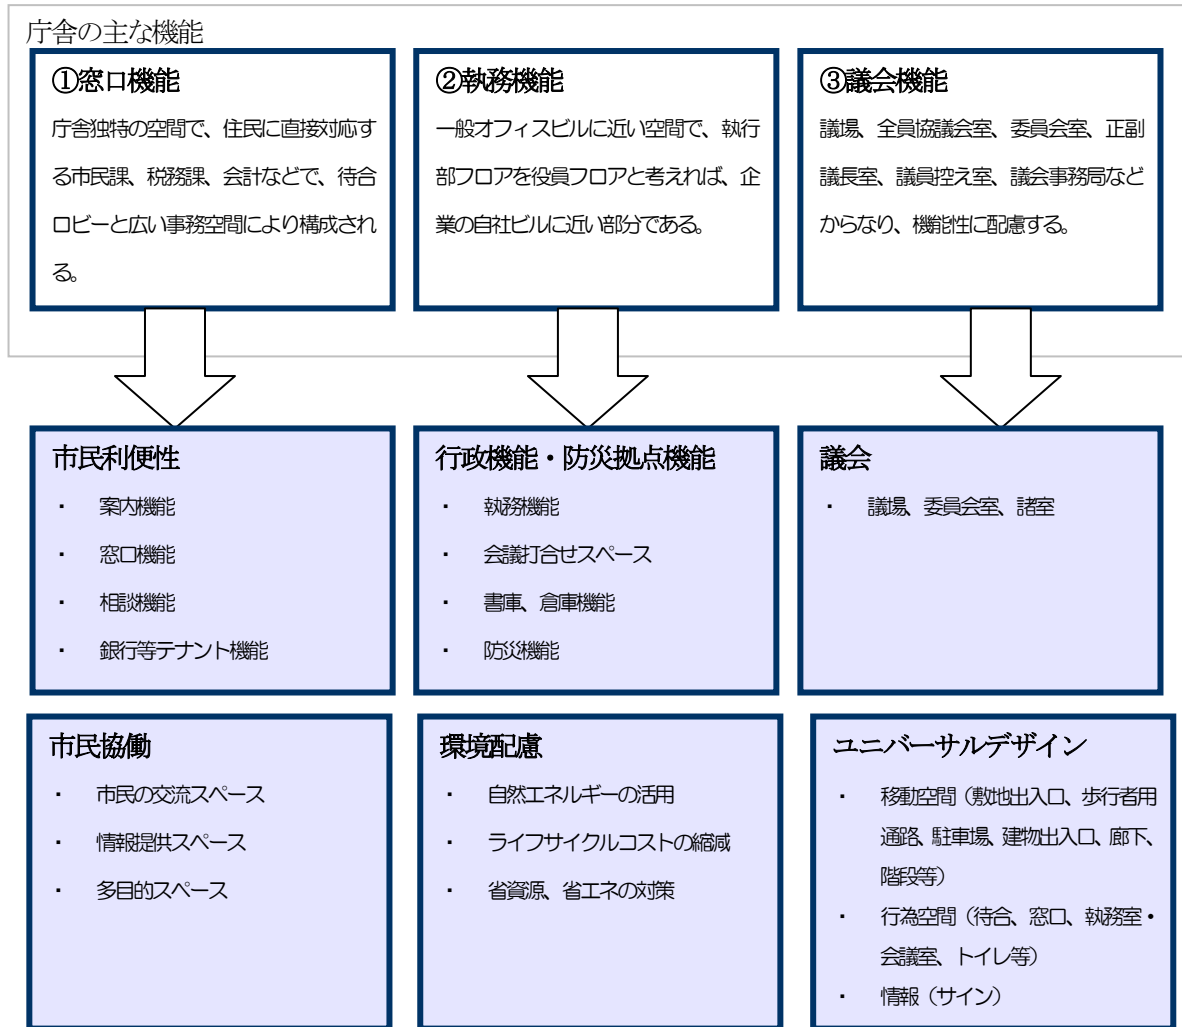 庁舎の主な機能
①窓口機能
庁舎独特の空間で、住民に直接対応す
る市民課、税務課、会計などで、待合
ロビーと広い事務空間により構成され
る。
②執務機能
一般オフィスビルに近い空間で、執行
部フロアを役員フロアと考えれば、企
業の自社ビルに近い部分である。
③議会機能
議場、全員協議会室、委員会室、正副
議長室、議員控え室、議会事務局など
からなり、機能性に配慮する。
市民利便性
・ 案内機能
・ 窓口機能
・ 相談機能
・ 銀行等テナント機能
行政機能・防災拠点機能
・ 執務機能
・ 会議打合せスペース
・ 書庫、倉庫機能
・ 防災機能
議会
・ 議場、委員会室、諸室
市民協働
・ 市民の交流スペース
・ 情報提供スペース
・ 多目的スペース
環境配慮
・ 自然エネルギーの活用
・ ライフサイクルコストの縮減
・ 省資源、省エネの対策
ユニバーサルデザイン
・ 移動空間（敷地出入口、歩行者用
通路、駐車場、建物出入口、廊下、
階段等）
・ 行為空間（待合、窓口、執務室・
会議室、トイレ等）
・ 情報（サイン）